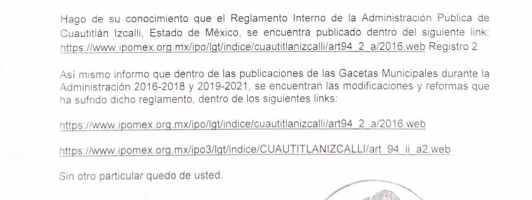 Hago de su conocimiento que el Reglamento Interno de la Administración Publica de
Cuautitlán Izcalli, Estado de México, se encuentra publicado dentro del siguiente link:
https://www.ipomex.org.mx/ipo/lgt/indice/cuautitlanizcalli/art94_2_a/2016.web Registro 2
Así mismo informo que dentro de las publicaciones de las Gacetas Municipales durante la
Administración 2016-2018 y 2019-2021, se encuentran las modificaciones y reformas que
ha sufrido dicho reglamento, dentro de los siguientes links:
https://www.ipomex.org.mx/ipo/lgt/indice/cuautitlanizcalli/art94_2_a/2016.web
https://www.ipomex.org.mx/ipo3/lgt/indice/CUAUTITLANIZCALLI/art_94_ii_a2.web
Sin otro particular quedo de usted.